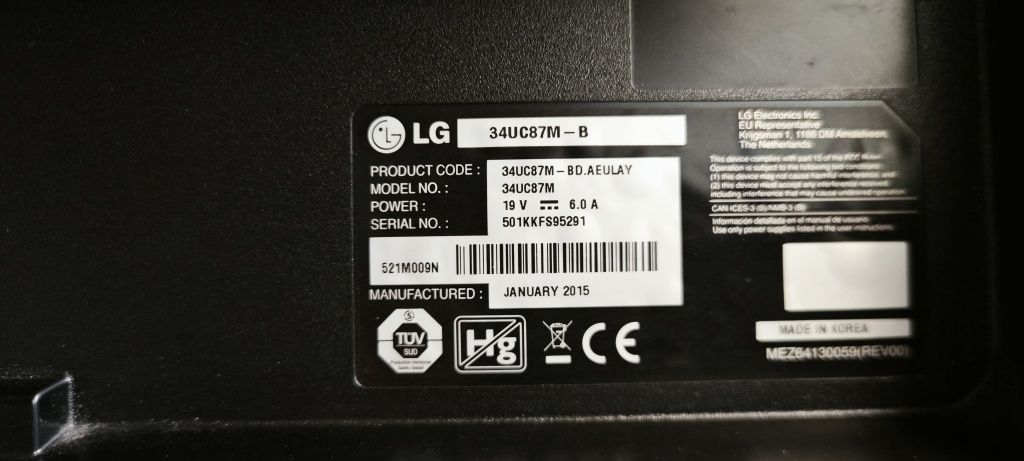 LG 34UC87M-B
PRODUCT CODE : 34UC87M-BD.AEULAY
MODEL NO. : 34UC87M
POWER : 19 V ⎓ 6.0 A
SERIAL NO. : 501KKFS95291
521M009N
MANUFACTURED : JANUARY 2015
TÜV
SÜD
Production monitored
Safety tested
Hg
CE
LG Electronics Inc.
EU Representative
Krijgsman 1, 1186 DM Amstelveen,
The Netherlands
This device complies with part 15 of the FCC Rules.
Operation is subject to the following two conditions:
(1) this device may not cause harmful interference, and
(2) this device must accept any interference received,
including interference that may cause undesired operation.
CAN ICES-3 (B)/NMB-3 (B)
Información detallada en el manual de usuario.
Use only power supplies listed in the user instructions.
MADE IN KOREA
MEZ64130059(REV00)